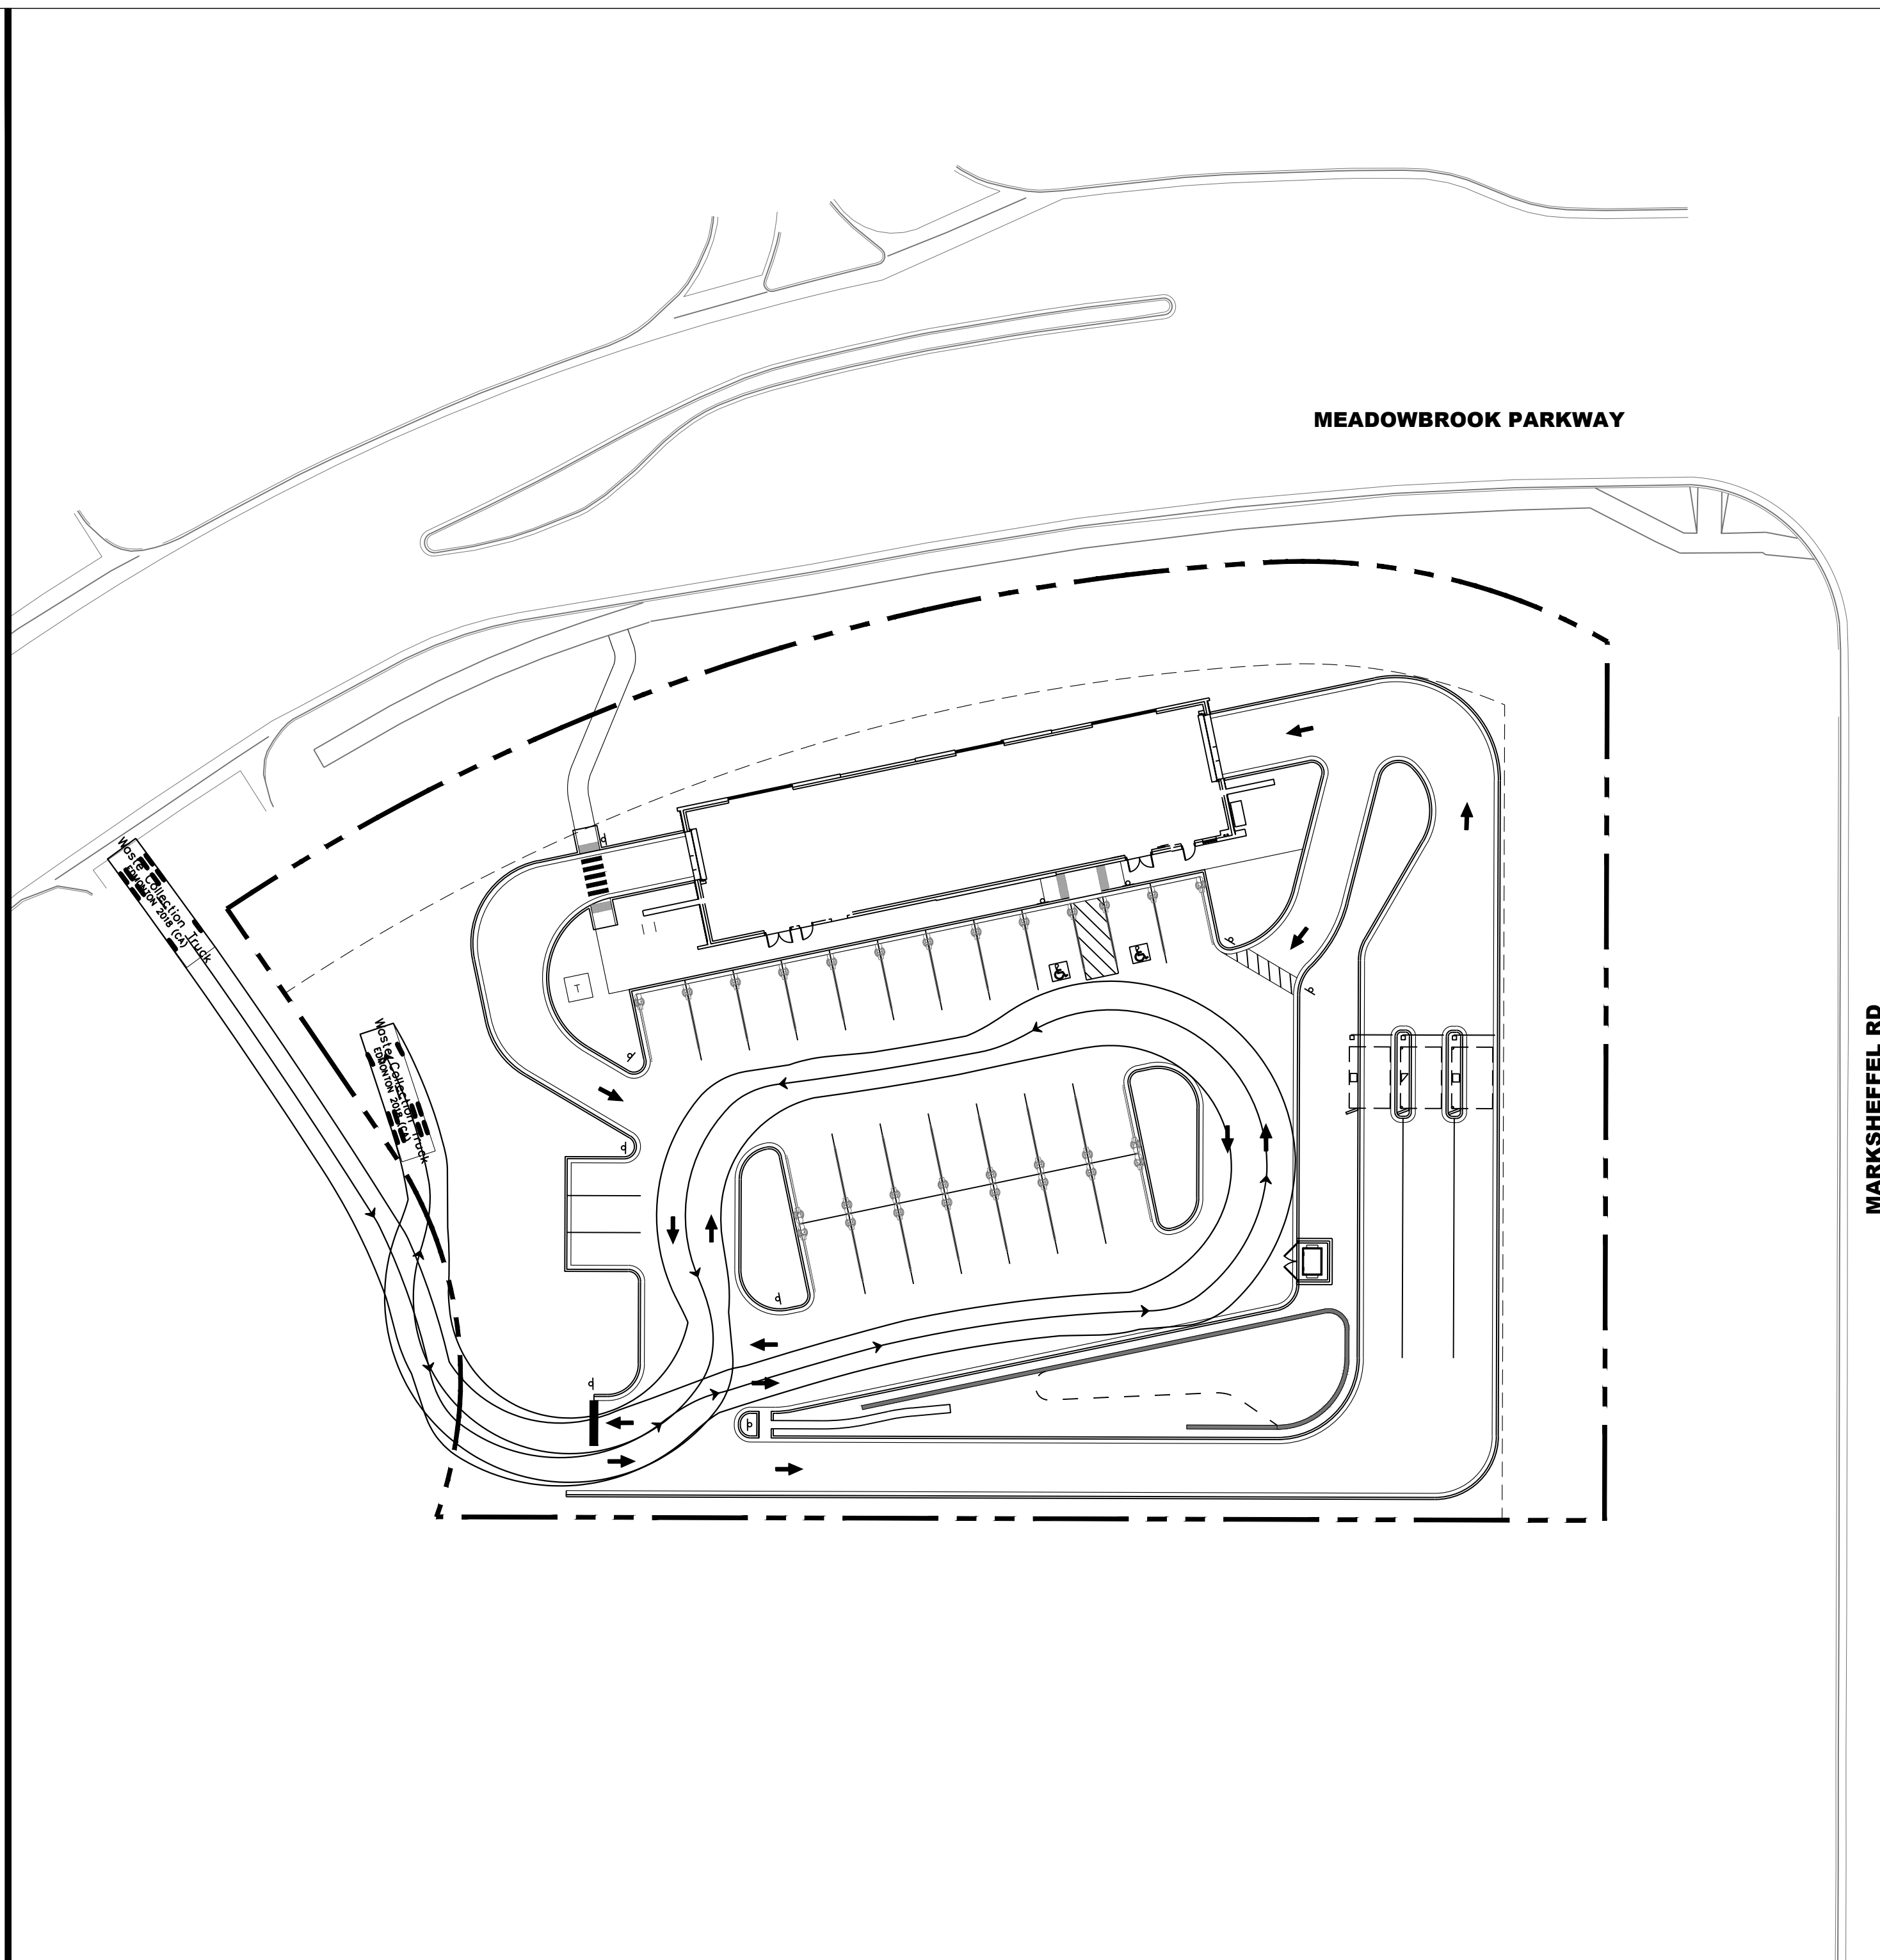 MEADOWBROOK PARKWAY
Waste Collection Truck
EDMONTON 2018 (CA)
T
Waste Collection Truck
EDMONTON 2018 (CA)
MARKSHEFFEL RD